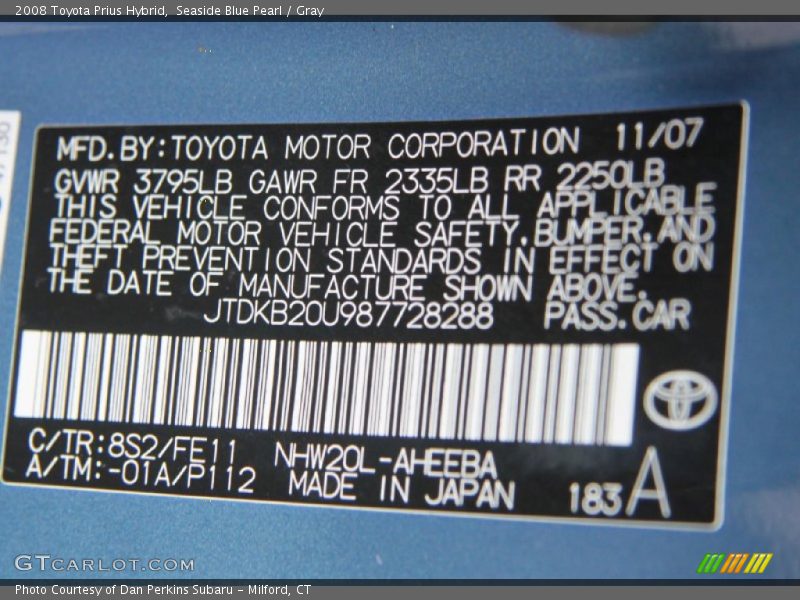 2008 Toyota Prius Hybrid, Seaside Blue Pearl / Gray
MFD.BY:TOYOTA MOTOR CORPORATION 11/07
GVWR 3795LB GAWR FR 2335LB RR 2250LB
THIS VEHICLE CONFORMS TO ALL APPLICABLE
FEDERAL MOTOR VEHICLE SAFETY,BUMPER,AND
THEFT PREVENTION STANDARDS IN EFFECT ON
THE DATE OF MANUFACTURE SHOWN ABOVE.
JTDKB20U987728288 PASS.CAR
C/TR:8S2/FE11 NHW20L-AHEEBA
A/TM:-01A/P112 MADE IN JAPAN 183A
GTCARLOT.COM
Photo Courtesy of Dan Perkins Subaru - Milford, CT